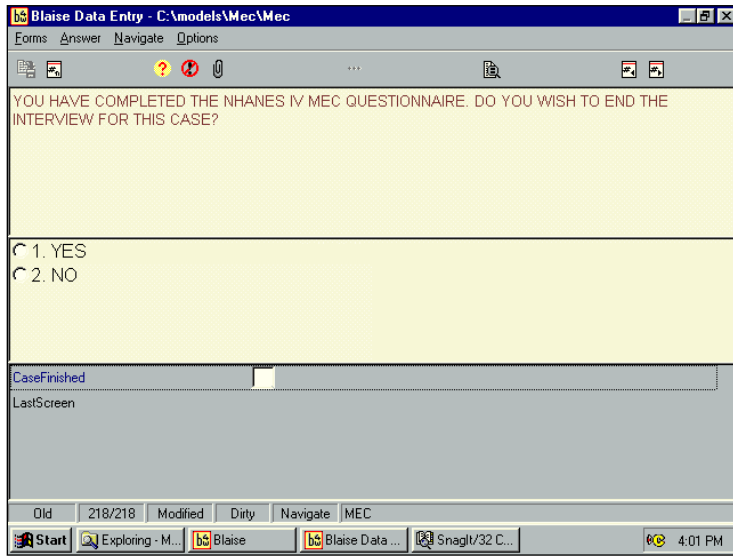 Blaise Data Entry - C:\models\Mec\Mec
Forms Answer Navigate Options
YOU HAVE COMPLETED THE NHANES IV MEC QUESTIONNAIRE. DO YOU WISH TO END THE
INTERVIEW FOR THIS CASE?
1. YES
2. NO
CaseFinished
LastScreen
Old 218/218 Modified Dirty Navigate MEC
Start Exploring - M... Blaise Blaise Data ... SnagIt/32 C... 4:01 PM